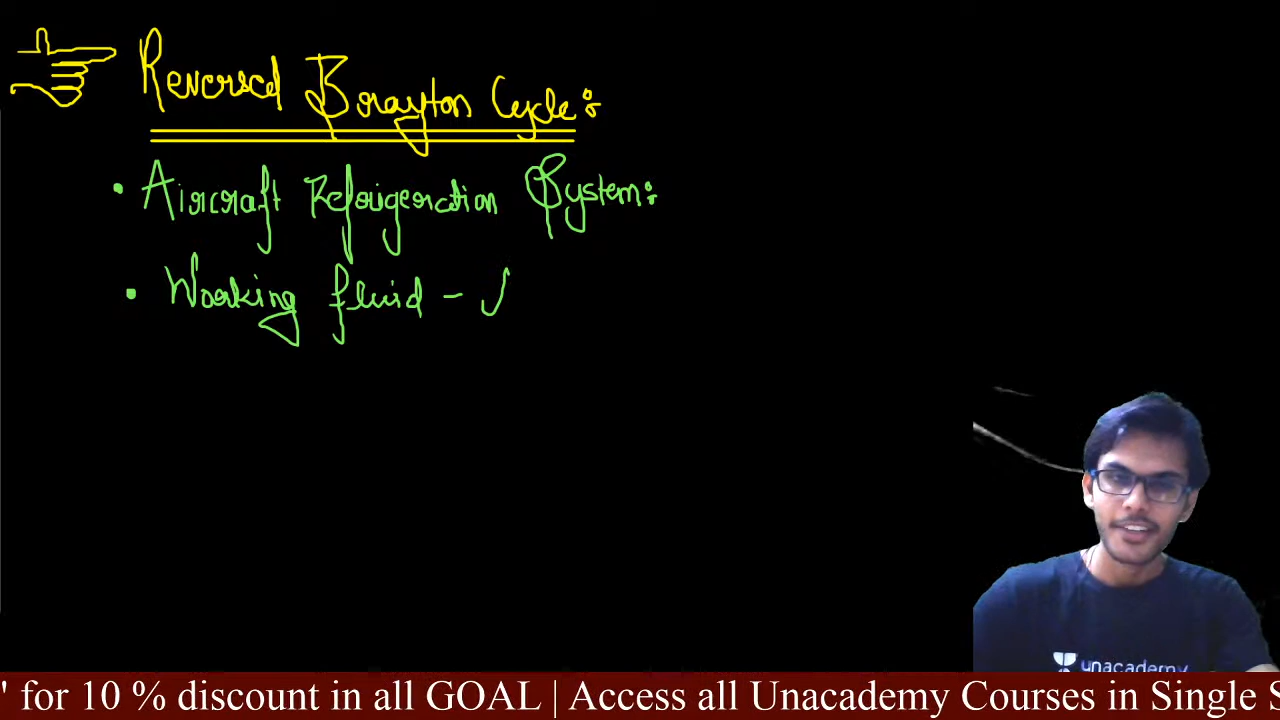 Reversed Brayton Cycle:
• Aircraft Refrigeration System:
• Working fluid -
unacademy
' for 10 % discount in all GOAL | Access all Unacademy Courses in Single S